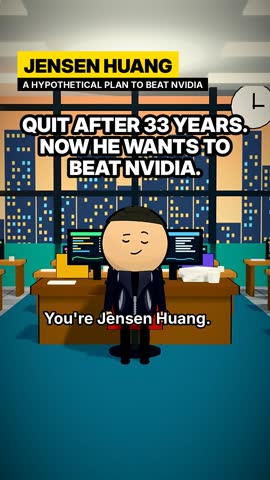 JENSEN HUANG
A HYPOTHETICAL PLAN TO BEAT NVIDIA
QUIT AFTER 33 YEARS.
NOW HE WANTS TO
BEAT NVIDIA.
You're Jensen Huang.